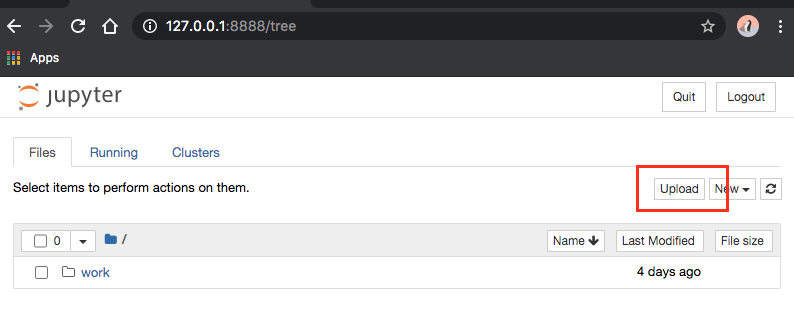 127.0.0.1:8888/tree
Apps
jupyter
Quit
Logout
Files
Running
Clusters
Select items to perform actions on them.
Upload
New
0
/
Name
Last Modified
File size
work
4 days ago